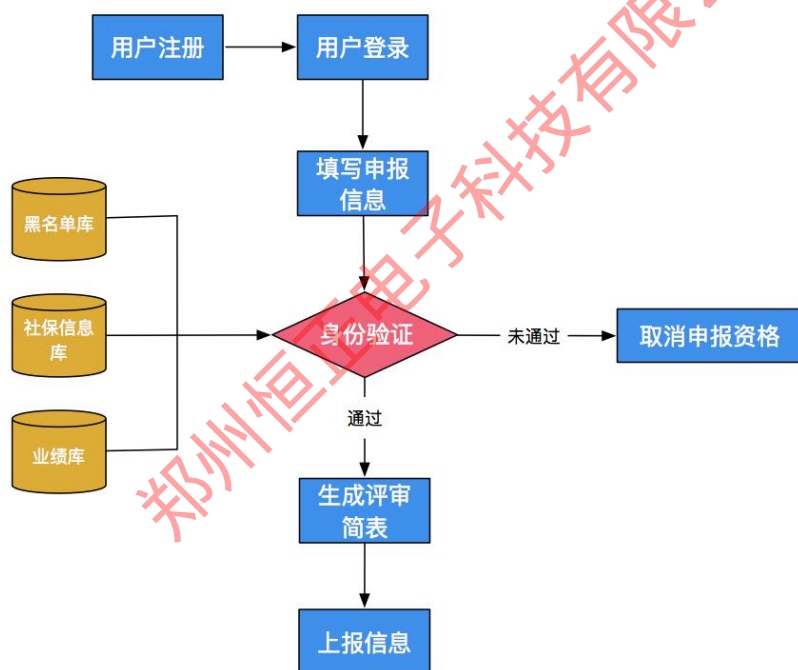 用户注册
用户登录
填写申报
信息
黑名单库
社保信息
库
业绩库
身份验证
未通过
取消申报资格
通过
生成评审
简表
上报信息
郑州恒正电子科技有限